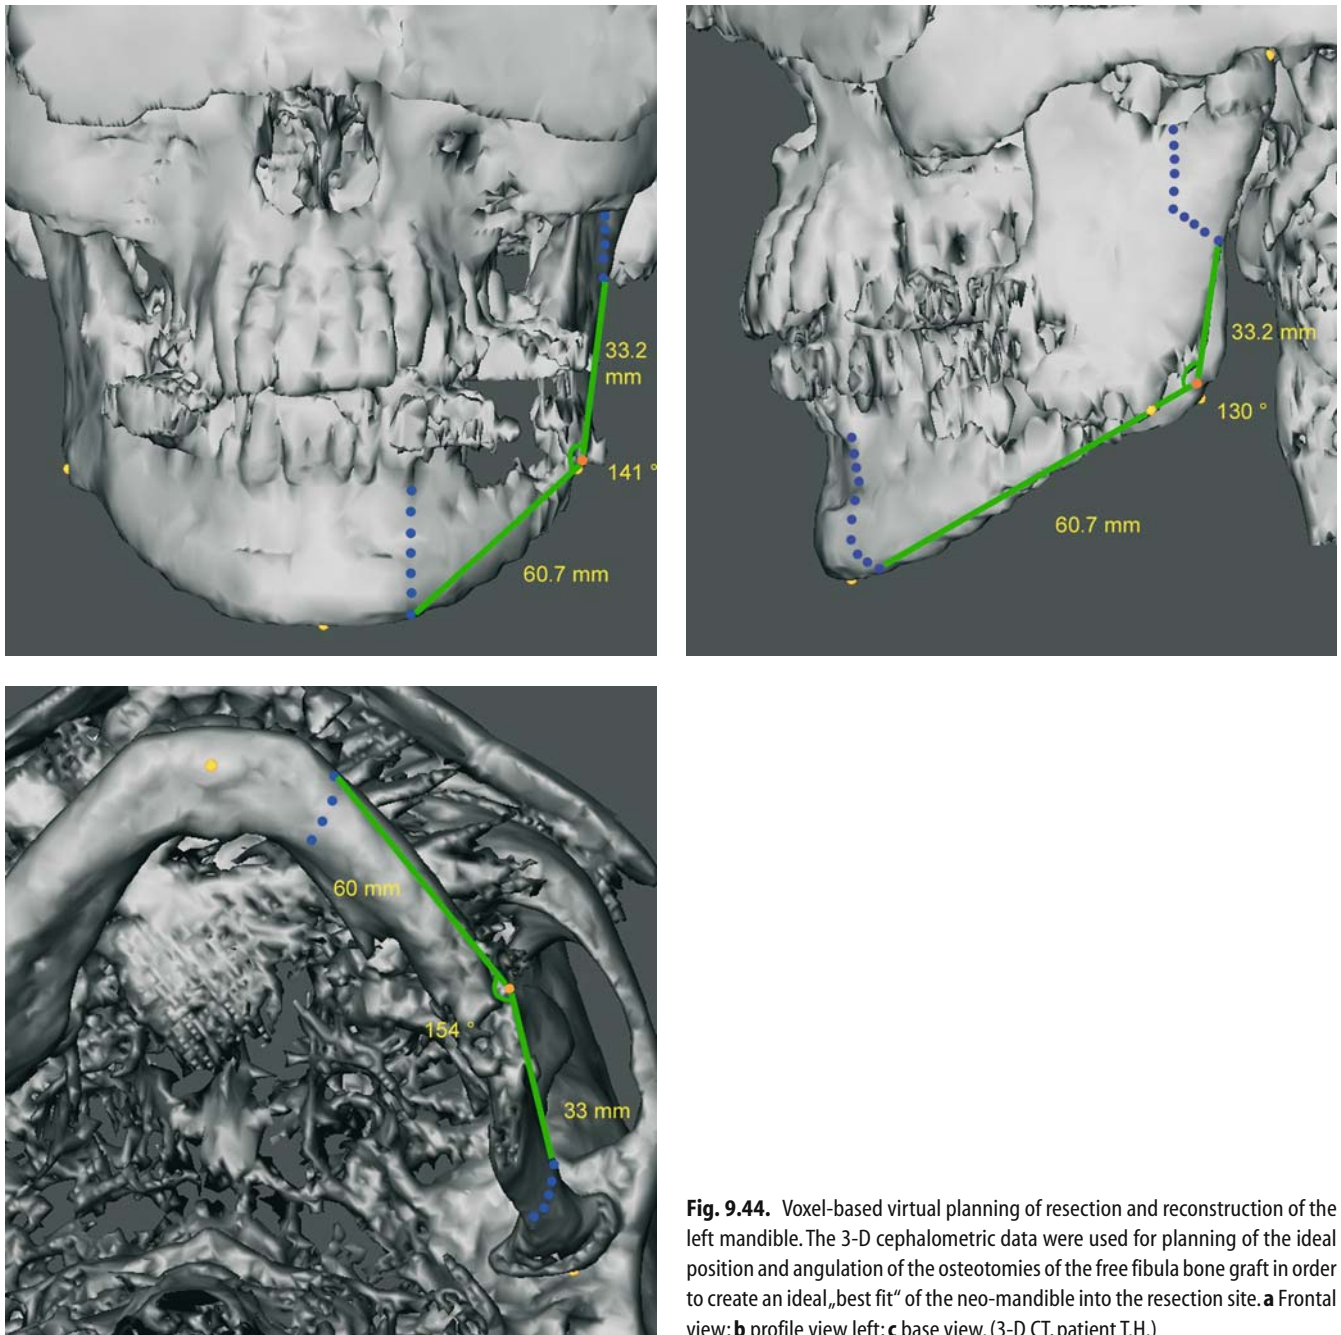 33.2
mm
141 °
60.7 mm
33.2 mm
130 °
60.7 mm
60 mm
154 °
33 mm
Fig. 9.44. Voxel-based virtual planning of resection and reconstruction of the
left mandible. The 3-D cephalometric data were used for planning of the ideal
position and angulation of the osteotomies of the free fibula bone graft in order
to create an ideal „best fit“ of the neo-mandible into the resection site. a Frontal
view; b profile view left; c base view. (3-D CT, patient T.H.)